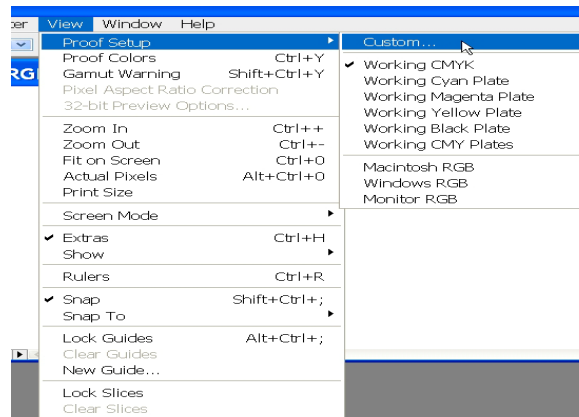 View Window Help
Proof Setup
Proof Colors Ctrl+Y
Gamut Warning Shift+Ctrl+Y
Pixel Aspect Ratio Correction
32-bit Preview Options...
Zoom In Ctrl++
Zoom Out Ctrl+-
Fit on Screen Ctrl+0
Actual Pixels Alt+Ctrl+0
Print Size
Screen Mode
Extras Ctrl+H
Show
Rulers Ctrl+R
Snap Shift+Ctrl+;
Snap To
Lock Guides Alt+Ctrl+;
Clear Guides
New Guide...
Lock Slices
Clear Slices
Custom...
Working CMYK
Working Cyan Plate
Working Magenta Plate
Working Yellow Plate
Working Black Plate
Working CMY Plates
Macintosh RGB
Windows RGB
Monitor RGB